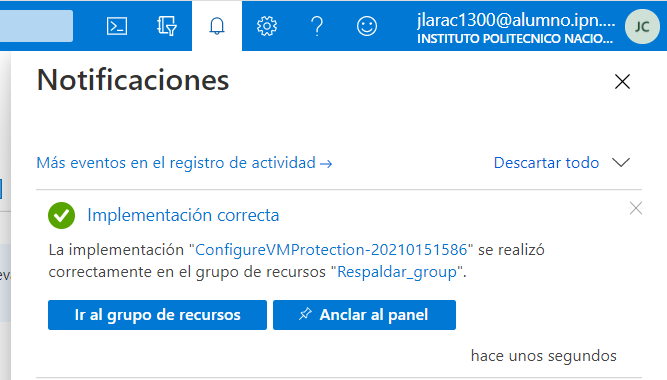 jlarac1300@alumno.ipn....
INSTITUTO POLITECNICO NACIO...
JC
Notificaciones
Más eventos en el registro de actividad →
Descartar todo
Implementación correcta
La implementación "ConfigureVMProtection-20210151586" se realizó
correctamente en el grupo de recursos "Respaldar_group".
Ir al grupo de recursos
Anclar al panel
hace unos segundos